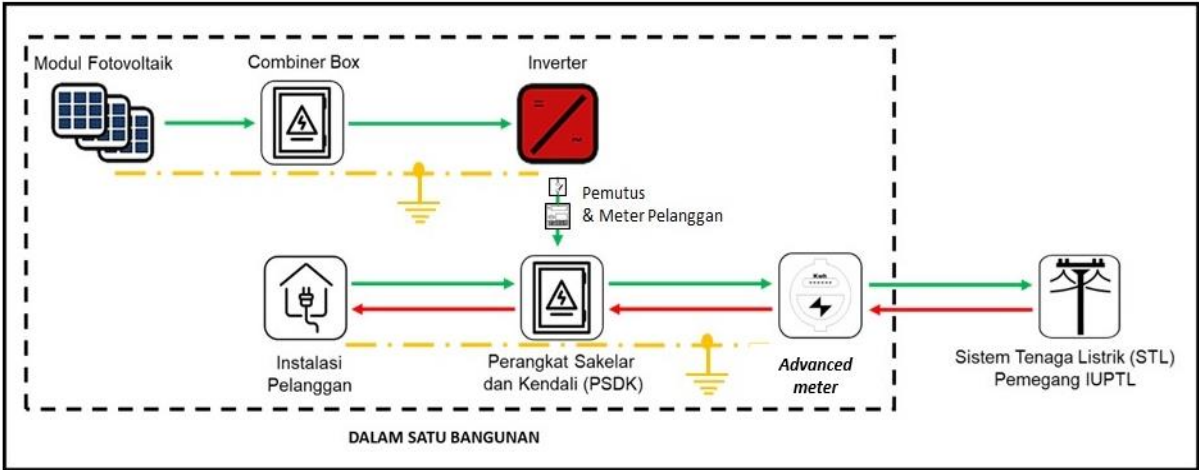 Modul Fotovoltaik
Combiner Box
Inverter
Pemutus
& Meter Pelanggan
Instalasi
Pelanggan
Perangkat Sakelar
dan Kendali (PSDK)
Kwh
Advanced
meter
Sistem Tenaga Listrik (STL)
Pemegang IUPTL
DALAM SATU BANGUNAN